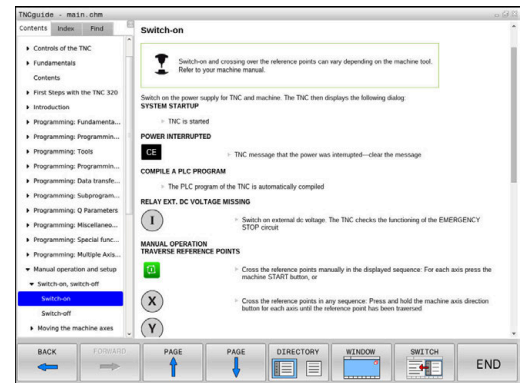 TNCguide - main.chm
Contents Index Find
Controls of the TNC
Fundamentals
Contents
First Steps with the TNC 320
Introduction
Programming: Fundamenta...
Programming: Programmin...
Programming: Tools
Programming: Programmin...
Programming: Data transfe...
Programming: Subprogram...
Programming: Q Parameters
Programming: Miscellaneo...
Programming: Special func...
Programming: Multiple Axis...
Manual operation and setup
Switch-on, switch-off
Switch-on
Switch-off
Moving the machine axes
Switch-on
Switch-on and crossing over the reference points can vary depending on the machine tool.
Refer to your machine manual.
Switch on the power supply for TNC and machine. The TNC then displays the following dialog:
SYSTEM STARTUP
TNC is started
POWER INTERRUPTED
CE
TNC message that the power was interrupted—clear the message
COMPILE A PLC PROGRAM
The PLC program of the TNC is automatically compiled
RELAY EXT. DC VOLTAGE MISSING
I
Switch on external dc voltage. The TNC checks the functioning of the EMERGENCY
STOP circuit
MANUAL OPERATION
TRAVERSE REFERENCE POINTS
Cross the reference points manually in the displayed sequence: For each axis press the
machine START button, or
X
Cross the reference points in any sequence: Press and hold the machine axis direction
button for each axis until the reference point has been traversed
Y
BACK FORWARD PAGE PAGE DIRECTORY WINDOW SWITCH END